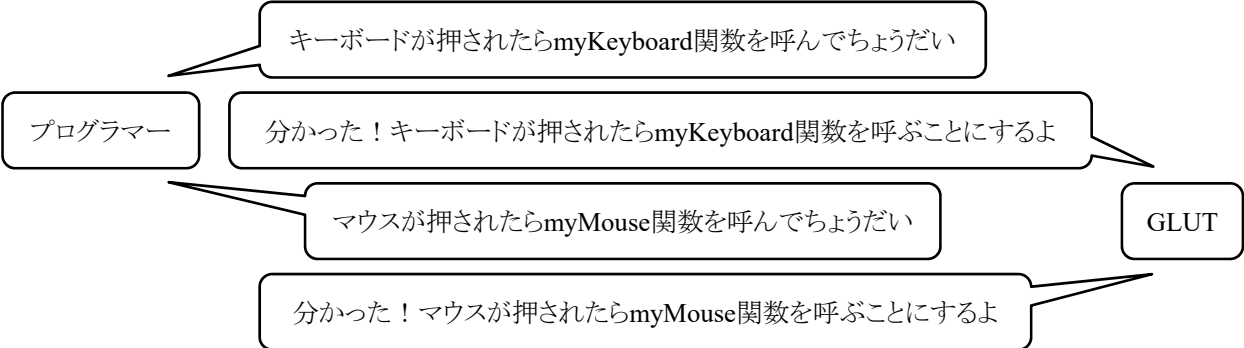 キーボードが押されたらmyKeyboard関数を呼んでちょうだい
プログラマー
分かった！キーボードが押されたらmyKeyboard関数を呼ぶことにするよ
マウスが押されたらmyMouse関数を呼んでちょうだい
GLUT
分かった！マウスが押されたらmyMouse関数を呼ぶことにするよ